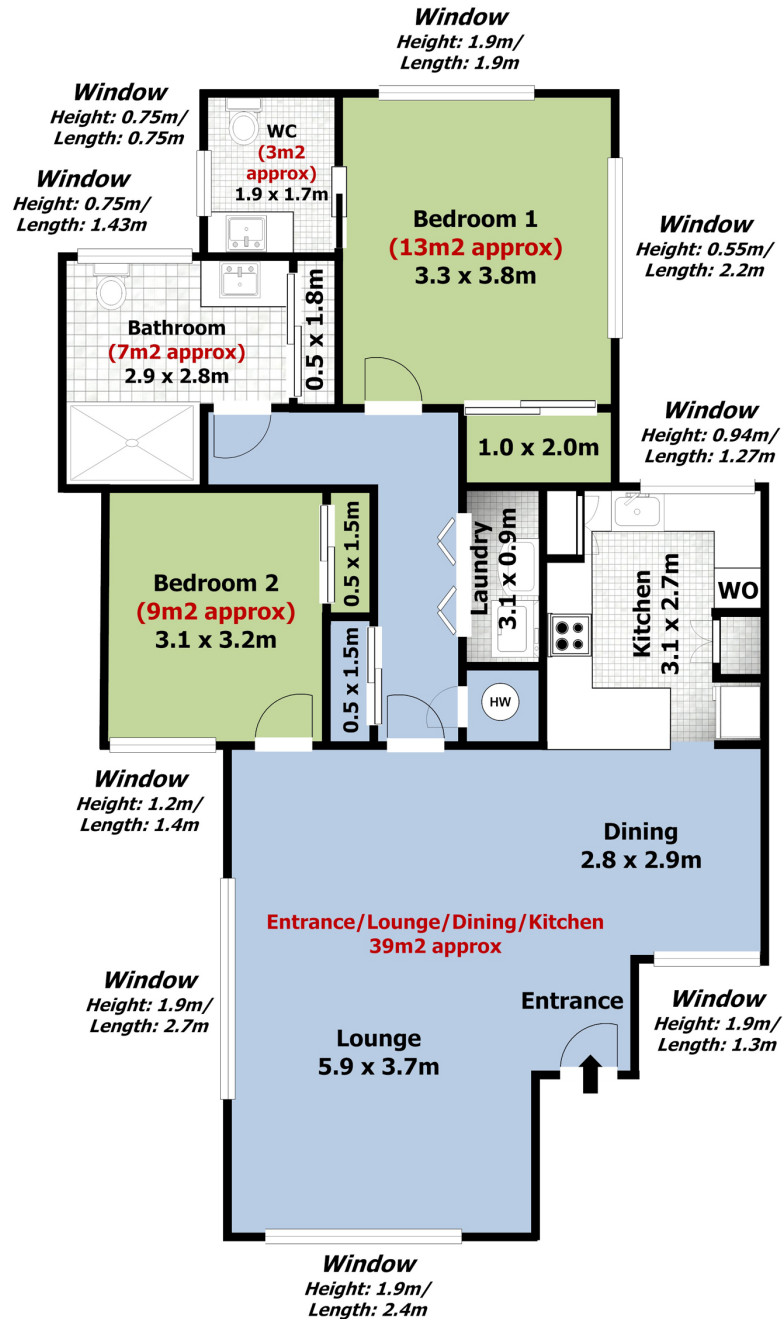 Window
Height: 1.9m/
Length: 1.9m
Window
Height: 0.75m/
Length: 0.75m
WC
(3m2
approx)
1.9 x 1.7m
Window
Height: 0.75m/
Length: 1.43m
Bedroom 1
(13m2 approx)
3.3 x 3.8m
Window
Height: 0.55m/
Length: 2.2m
Bathroom
(7m2 approx)
2.9 x 2.8m
0.5 x 1.8m
Window
Height: 0.94m/
Length: 1.27m
1.0 x 2.0m
Bedroom 2
(9m2 approx)
3.1 x 3.2m
0.5 x 1.5m
0.5 x 1.5m
Laundry
3.1 x 0.9m
Kitchen
3.1 x 2.7m
WO
HW
Window
Height: 1.2m/
Length: 1.4m
Dining
2.8 x 2.9m
Entrance/Lounge/Dining/Kitchen
39m2 approx
Window
Height: 1.9m/
Length: 2.7m
Entrance
Window
Height: 1.9m/
Length: 1.3m
Lounge
5.9 x 3.7m
Window
Height: 1.9m/
Length: 2.4m